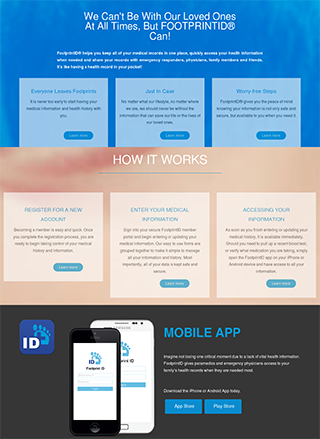 We Can't Be With Our Loved Ones
At All Times, But FOOTPRINTID®
Can!
FootprintID® helps you keep all of your medical records in one place, quickly access your health information
when needed and share your records with emergency responders, physicians, family members and friends.
It's like having a health record in your pocket!
Everyone Leaves Footprints
It is never too early to start having your
medical information and health history with
you.
Learn more
Just In Case
No matter what our lifestyle, no matter where
we are, we should never be without the
information that can save our life or the lives of
our loved ones.
Learn more
Worry-free Steps
FootprintID® gives you the peace of mind
knowing your information is not only safe and
secure, but available to you when you need it.
Learn more
HOW IT WORKS
REGISTER FOR A NEW
ACCOUNT
Becoming a member is easy and quick. Once
you complete the registration process, you are
ready to begin taking control of your medical
history and information.
Learn more
ENTER YOUR MEDICAL
INFORMATION
Sign into your secure FootprintID member
portal and begin entering or updating your
medical information. Our easy to use forms are
grouped together to make it simple to manage
all your information and history. Most
importantly, all of your data is kept safe and
secure.
Learn more
ACCESSING YOUR
INFORMATION
As soon as you finish entering or updating your
medical history, it is available immediately.
Should you need to pull up a recent blood test,
or verify what medication you are taking, simply
open the FootprintID app on your iPhone or
Android device and have access to all your
information.
Learn more
ID
SAMSUNG
ID
Footprint ID
MOBILE APP
Imagine not losing one critical moment due to a lack of vital health information.
FootprintID gives paramedics and emergency physicians access to your
family's health records when they are needed most.
Download the iPhone or Android App today.
App Store
Play Store